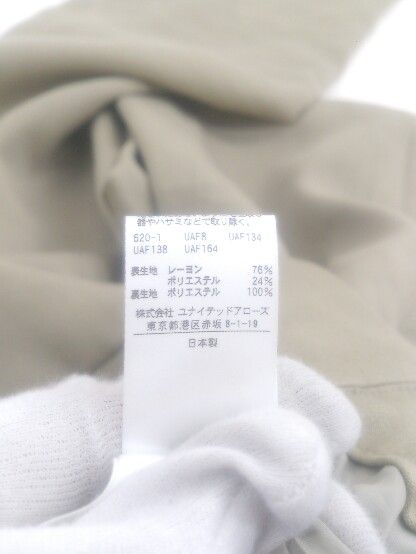 器やハサミなどで取り除く。
620-1 UAFR UAF134
UAF138 UAF164
表生地 レーヨン 76%
ポリエステル 24%
裏生地 ポリエステル 100%
株式会社 ユナイテッドアローズ
東京都港区赤坂 8-1-19
日本製